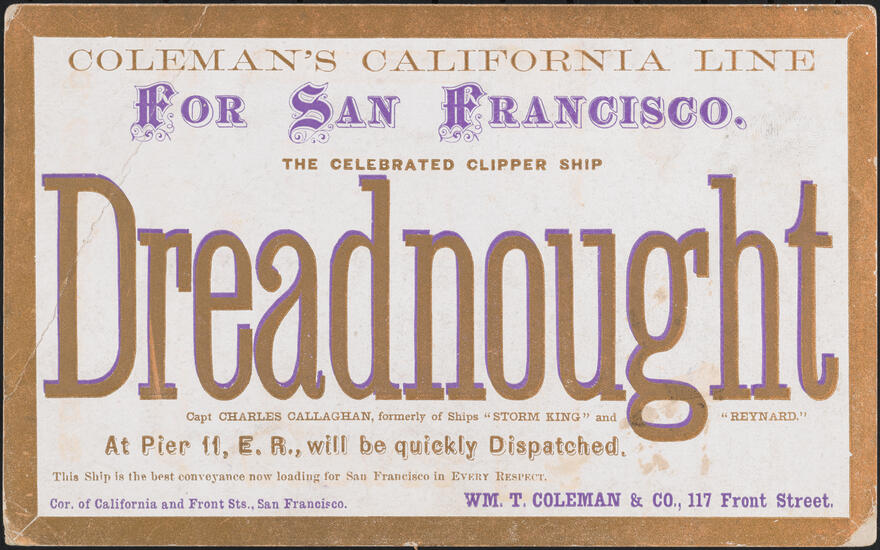 COLEMAN'S CALIFORNIA LINE
FOR SAN FRANCISCO.
THE CELEBRATED CLIPPER SHIP
Dreadnought
Capt CHARLES CALLAGHAN, formerly of Ships "STORM KING" and "REYNARD."
At Pier 11, E. R., will be quickly Dispatched.
This Ship is the best conveyance now loading for San Francisco in EVERY RESPECT.
Cor. of California and Front Sts., San Francisco. WM. T. COLEMAN & CO., 117 Front Street.